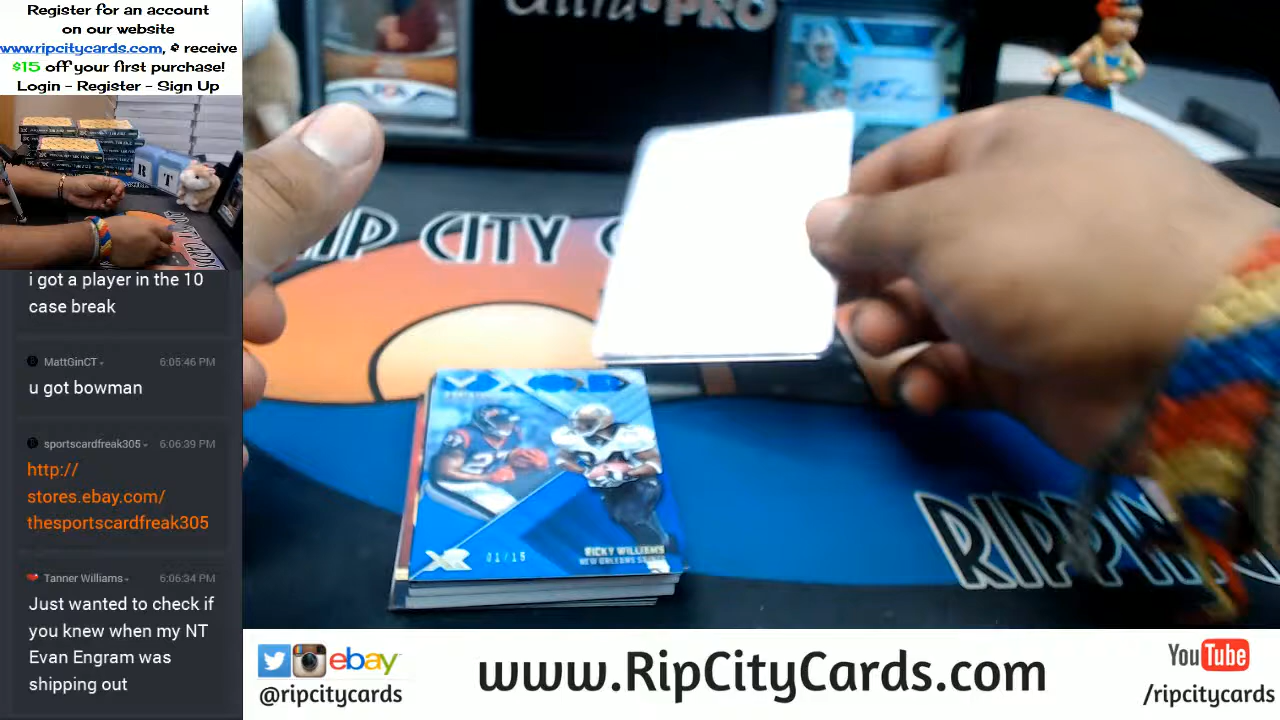 Register for an account
on our website
www.ripcitycards.com, & receive
$15 off your first purchase!
Login - Register - Sign Up
R T
i got a player in the 10
case break
MattGinCT
6:05:46 PM
u got bowman
sportscardfreak305
6:06:39 PM
http://
stores.ebay.com/
thesportscardfreak305
Tanner Williams
6:06:34 PM
Just wanted to check if
you knew when my NT
Evan Engram was
shipping out
Ultra PRO
RIP CITY
RIPPIN
XR
01/15
RICKY WILLIAMS
NEW ORLEANS SAINTS
ebay
@ripcitycards
www.RipCityCards.com
YouTube
/ripcitycards